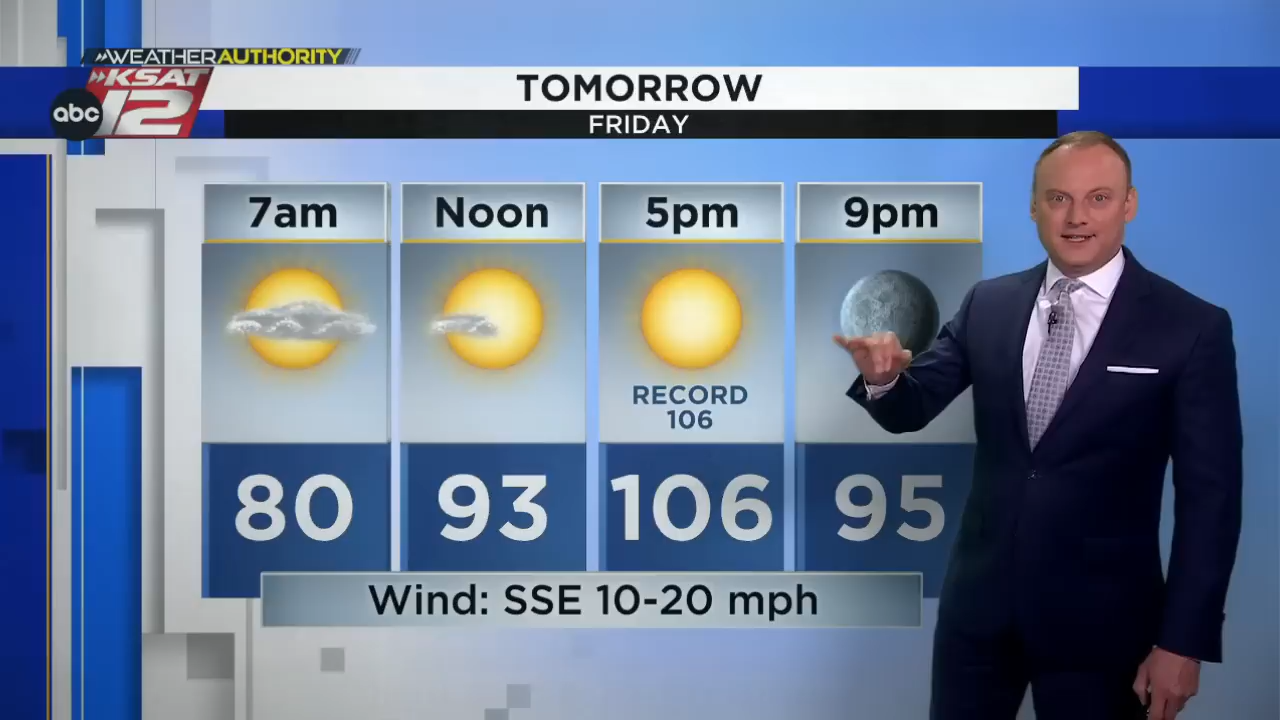 WEATHER AUTHORITY
KSAT
abc 12
TOMORROW
FRIDAY
7am Noon 5pm 9pm
RECORD
106
80 93 106 95
Wind: SSE 10-20 mph